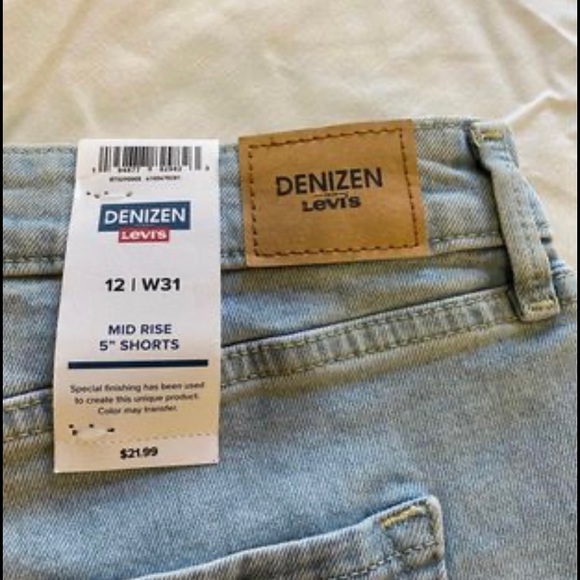 DENIZEN
Levi's
12 | W31
MID RISE
5" SHORTS
Special finishing has been used
to create this unique product.
Color may transfer.
$21.99
DENIZEN
Levi's